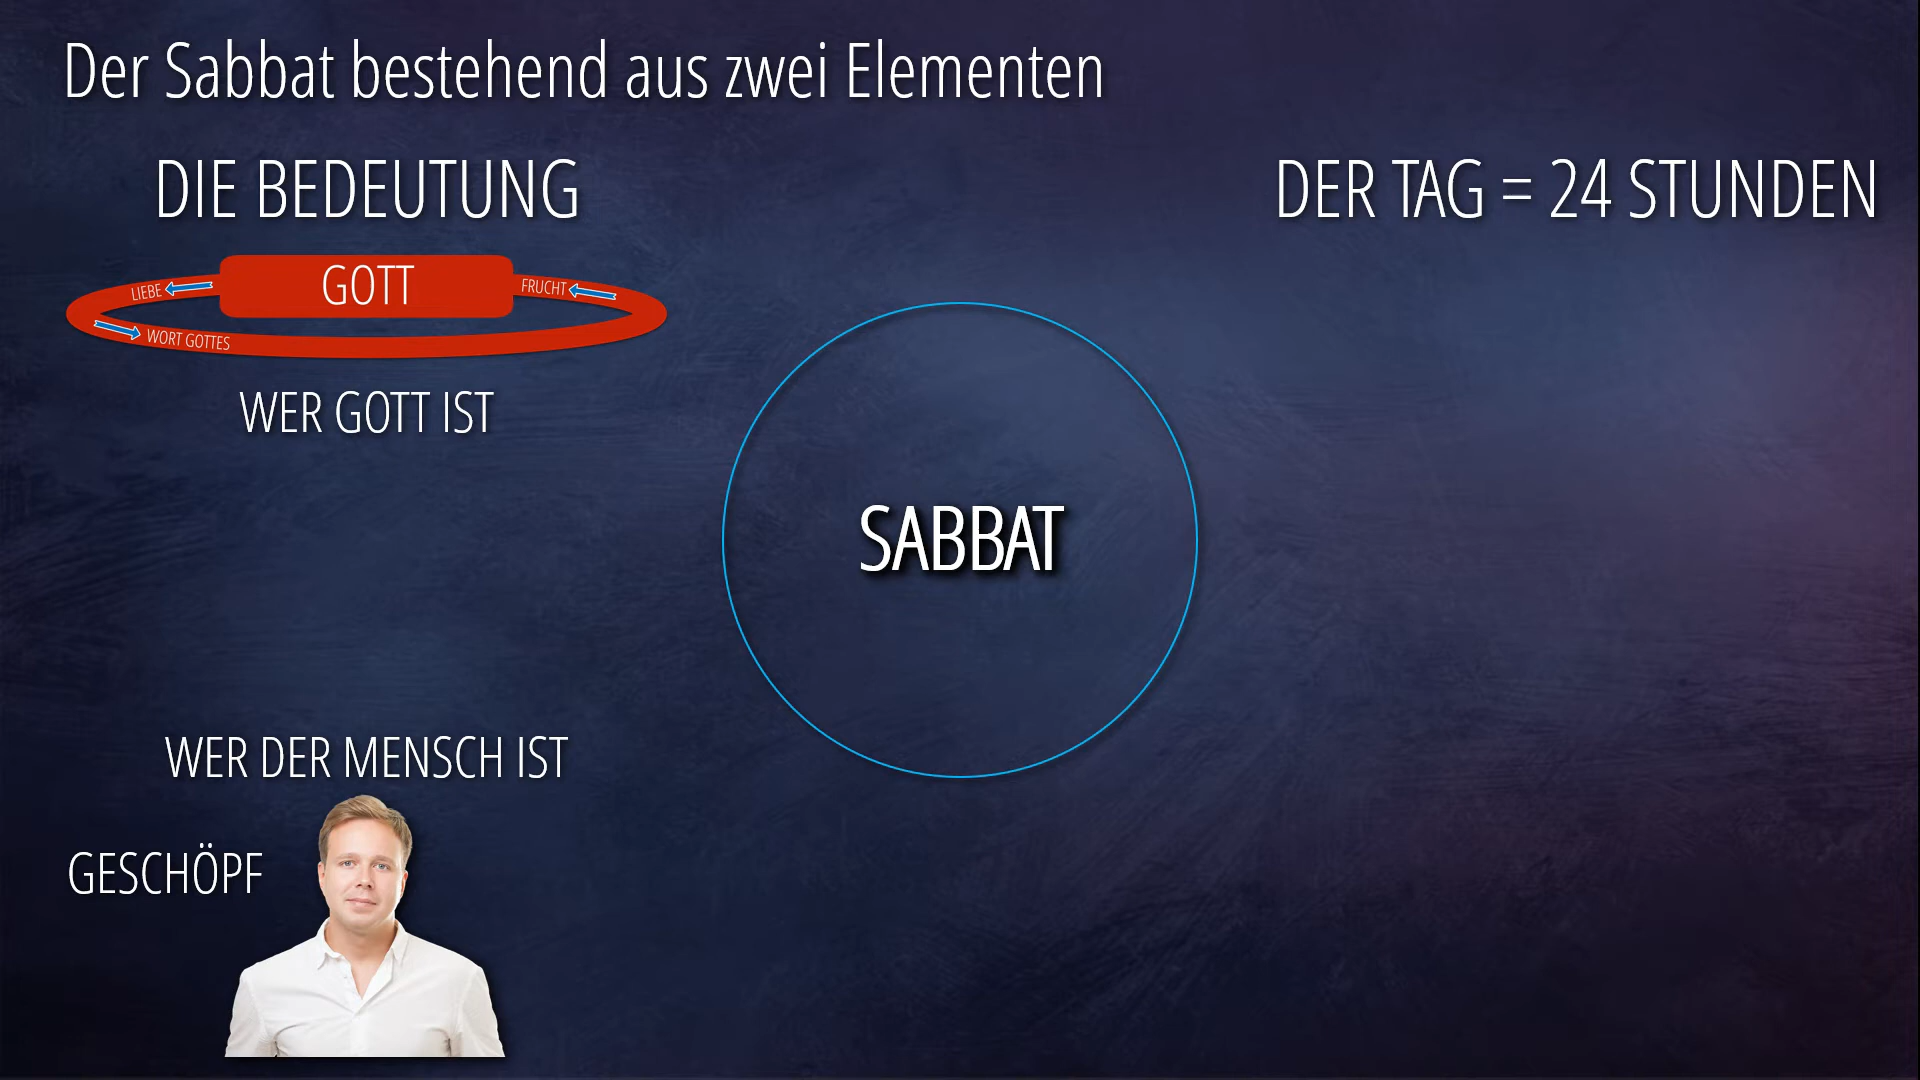 Der Sabbat bestehend aus zwei Elementen
DIE BEDEUTUNG
DER TAG = 24 STUNDEN
GOTT
LIEBE
FRUCHT
WORT GOTTES
WER GOTT IST
SABBAT
WER DER MENSCH IST
GESCHÖPF